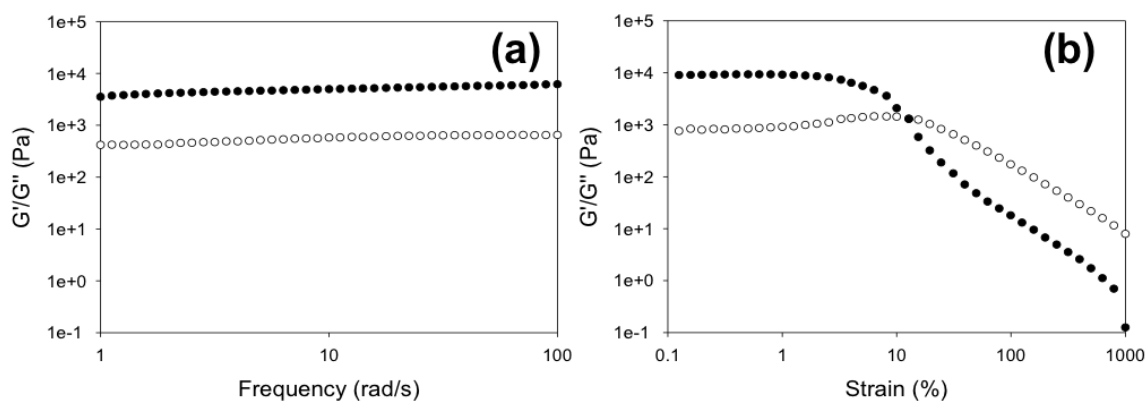 (a)
G'/G" (Pa)
1e+5
1e+4
1e+3
1e+2
1e+1
1e+0
1e-1
1 10 100
Frequency (rad/s)
(b)
G'/G" (Pa)
1e+5
1e+4
1e+3
1e+2
1e+1
1e+0
1e-1
0.1 1 10 100 1000
Strain (%)